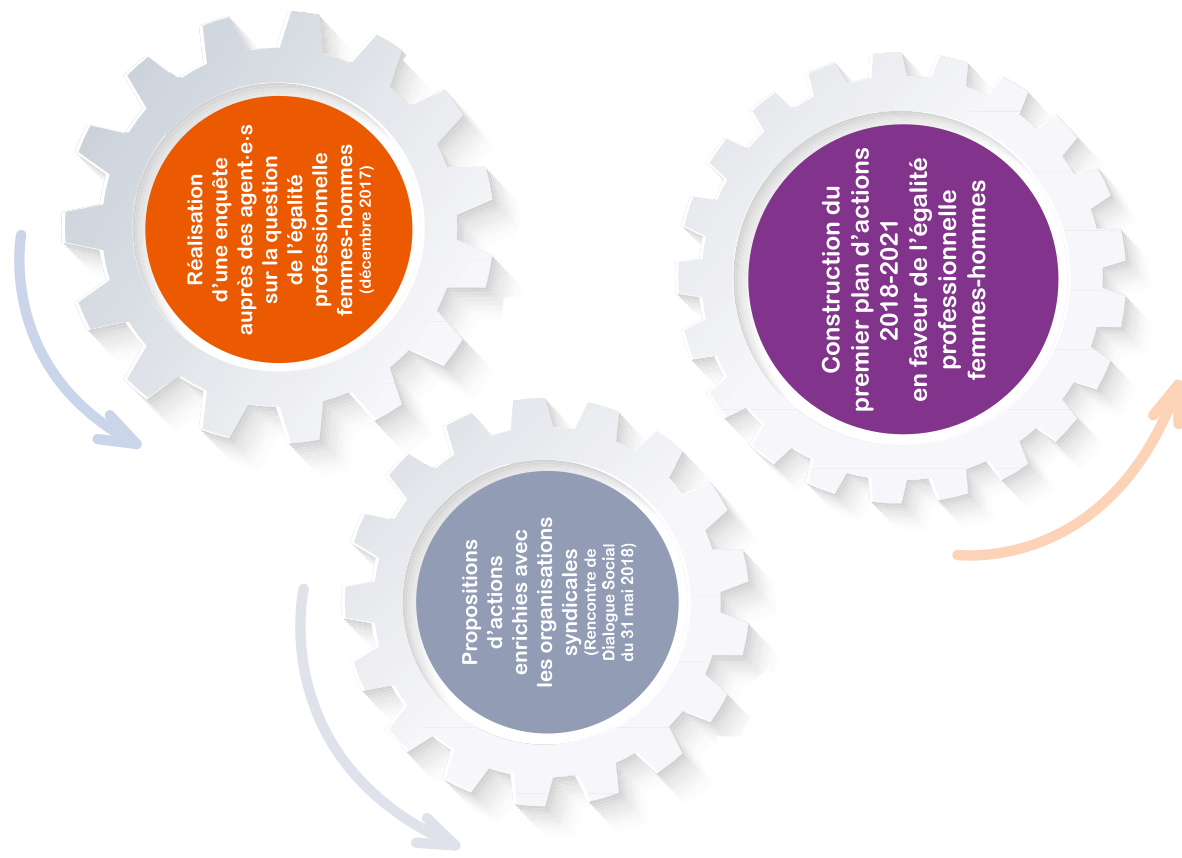 Réalisation
d'une enquête
auprès des agent·e·s
sur la question
de l'égalité
professionnelle
femmes-hommes
(décembre 2017)
Propositions
d'actions
enrichies avec
les organisations
syndicales
(Rencontre de
Dialogue Social
du 31 mai 2018)
Construction du
premier plan d'actions
2018-2021
en faveur de l'égalité
professionnelle
femmes-hommes